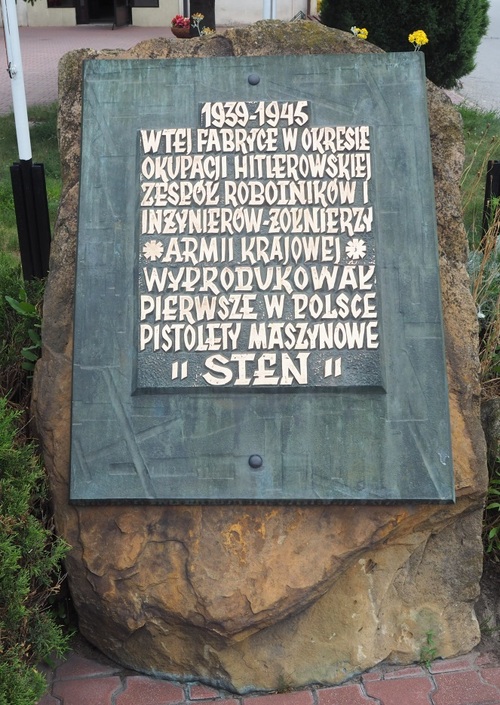 1939-1945
W TEJ FABRYCE W OKRESIE
OKUPACJI HITLEROWSKIEJ
ZESPÓŁ ROBOTNIKÓW I
INŻYNIERÓW-ŻOŁNIERZY
* ARMII KRAJOWEJ *
WYPRODUKOWAŁ
PIERWSZE W POLSCE
PISTOLETY MASZYNOWE
" STEN "